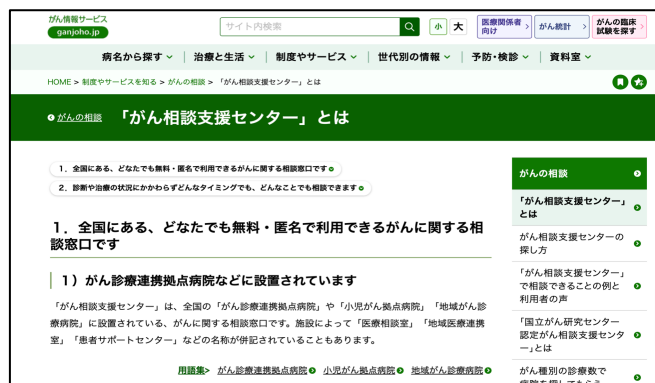 がん情報サービス
ganjoho.jp
サイト内検索
小 大
医療関係者向け
がん統計
がんの臨床試験を探す
病名から探す
治療と生活
制度やサービス
世代別の情報
予防・検診
資料室
HOME > 制度やサービスを知る > がんの相談 > 「がん相談支援センター」とは
がんの相談
「がん相談支援センター」とは
1. 全国にある、どなたでも無料・匿名で利用できるがんに関する相談窓口です
2. 診断や治療の状況にかかわらずどんなタイミングでも、どんなことでも相談できます
1. 全国にある、どなたでも無料・匿名で利用できるがんに関する相
談窓口です
1）がん診療連携拠点病院などに設置されています
「がん相談支援センター」は、全国の「がん診療連携拠点病院」や「小児がん拠点病院」「地域がん診
療病院」に設置されている、がんに関する相談窓口です。施設によって「医療相談室」「地域医療連携
室」「患者サポートセンター」などの名称が併記されていることもあります。
用語集> がん診療連携拠点病院 小児がん拠点病院 地域がん診療病院
がんの相談
「がん相談支援センター」
とは
がん相談支援センターの
探し方
「がん相談支援センター」
で相談できることの例と
利用者の声
「国立がん研究センター
認定がん相談支援センタ
ー」とは
がん種別の診療数で
病院を探してもらう